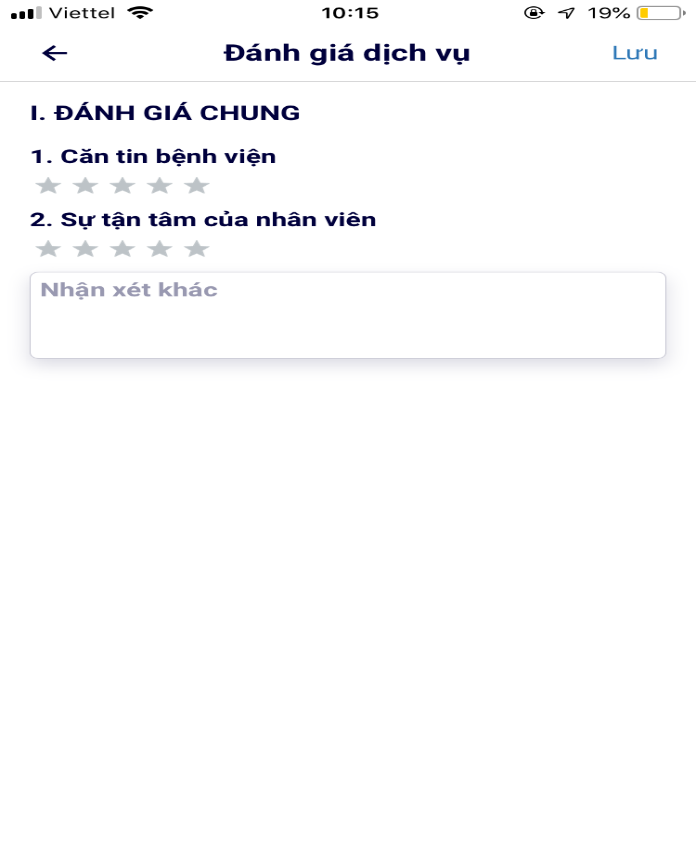 Viettel 10:15 19%
Đánh giá dịch vụ Lưu
I. ĐÁNH GIÁ CHUNG
1. Căn tin bệnh viện
2. Sự tận tâm của nhân viên
Nhận xét khác